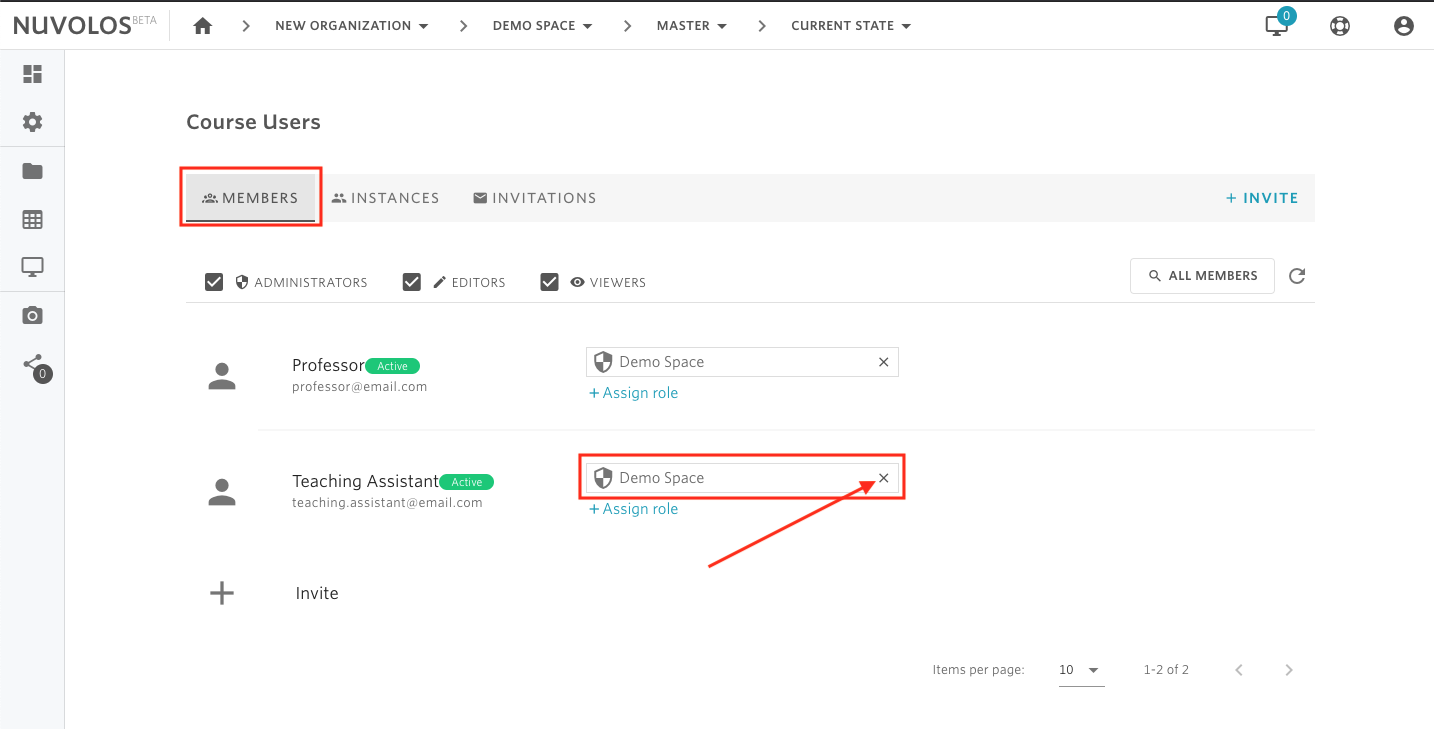 NUVOLOS BETA NEW ORGANIZATION DEMO SPACE MASTER CURRENT STATE 0
Course Users
MEMBERS INSTANCES INVITATIONS + INVITE
ADMINISTRATORS EDITORS VIEWERS ALL MEMBERS
0
Professor Active Demo Space
professor@email.com
+ Assign role
Teaching Assistant Active Demo Space
teaching.assistant@email.com
+ Assign role
Invite
Items per page: 10 1-2 of 2